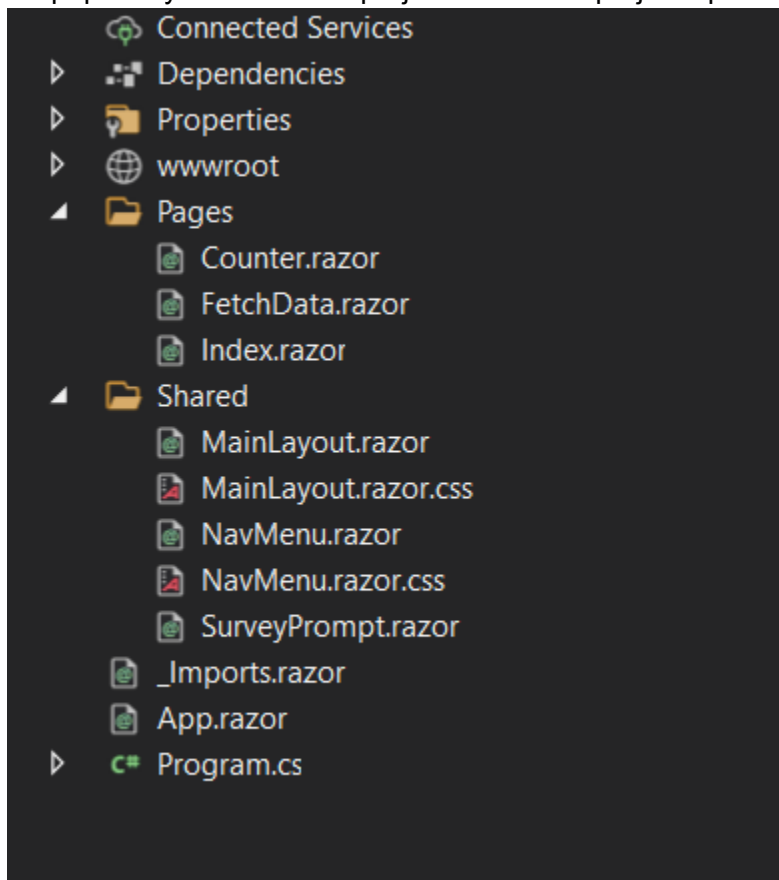 Connected Services
Dependencies
Properties
wwwroot
Pages
Counter.razor
FetchData.razor
Index.razor
Shared
MainLayout.razor
MainLayout.razor.css
NavMenu.razor
NavMenu.razor.css
SurveyPrompt.razor
_Imports.razor
App.razor
C# Program.cs